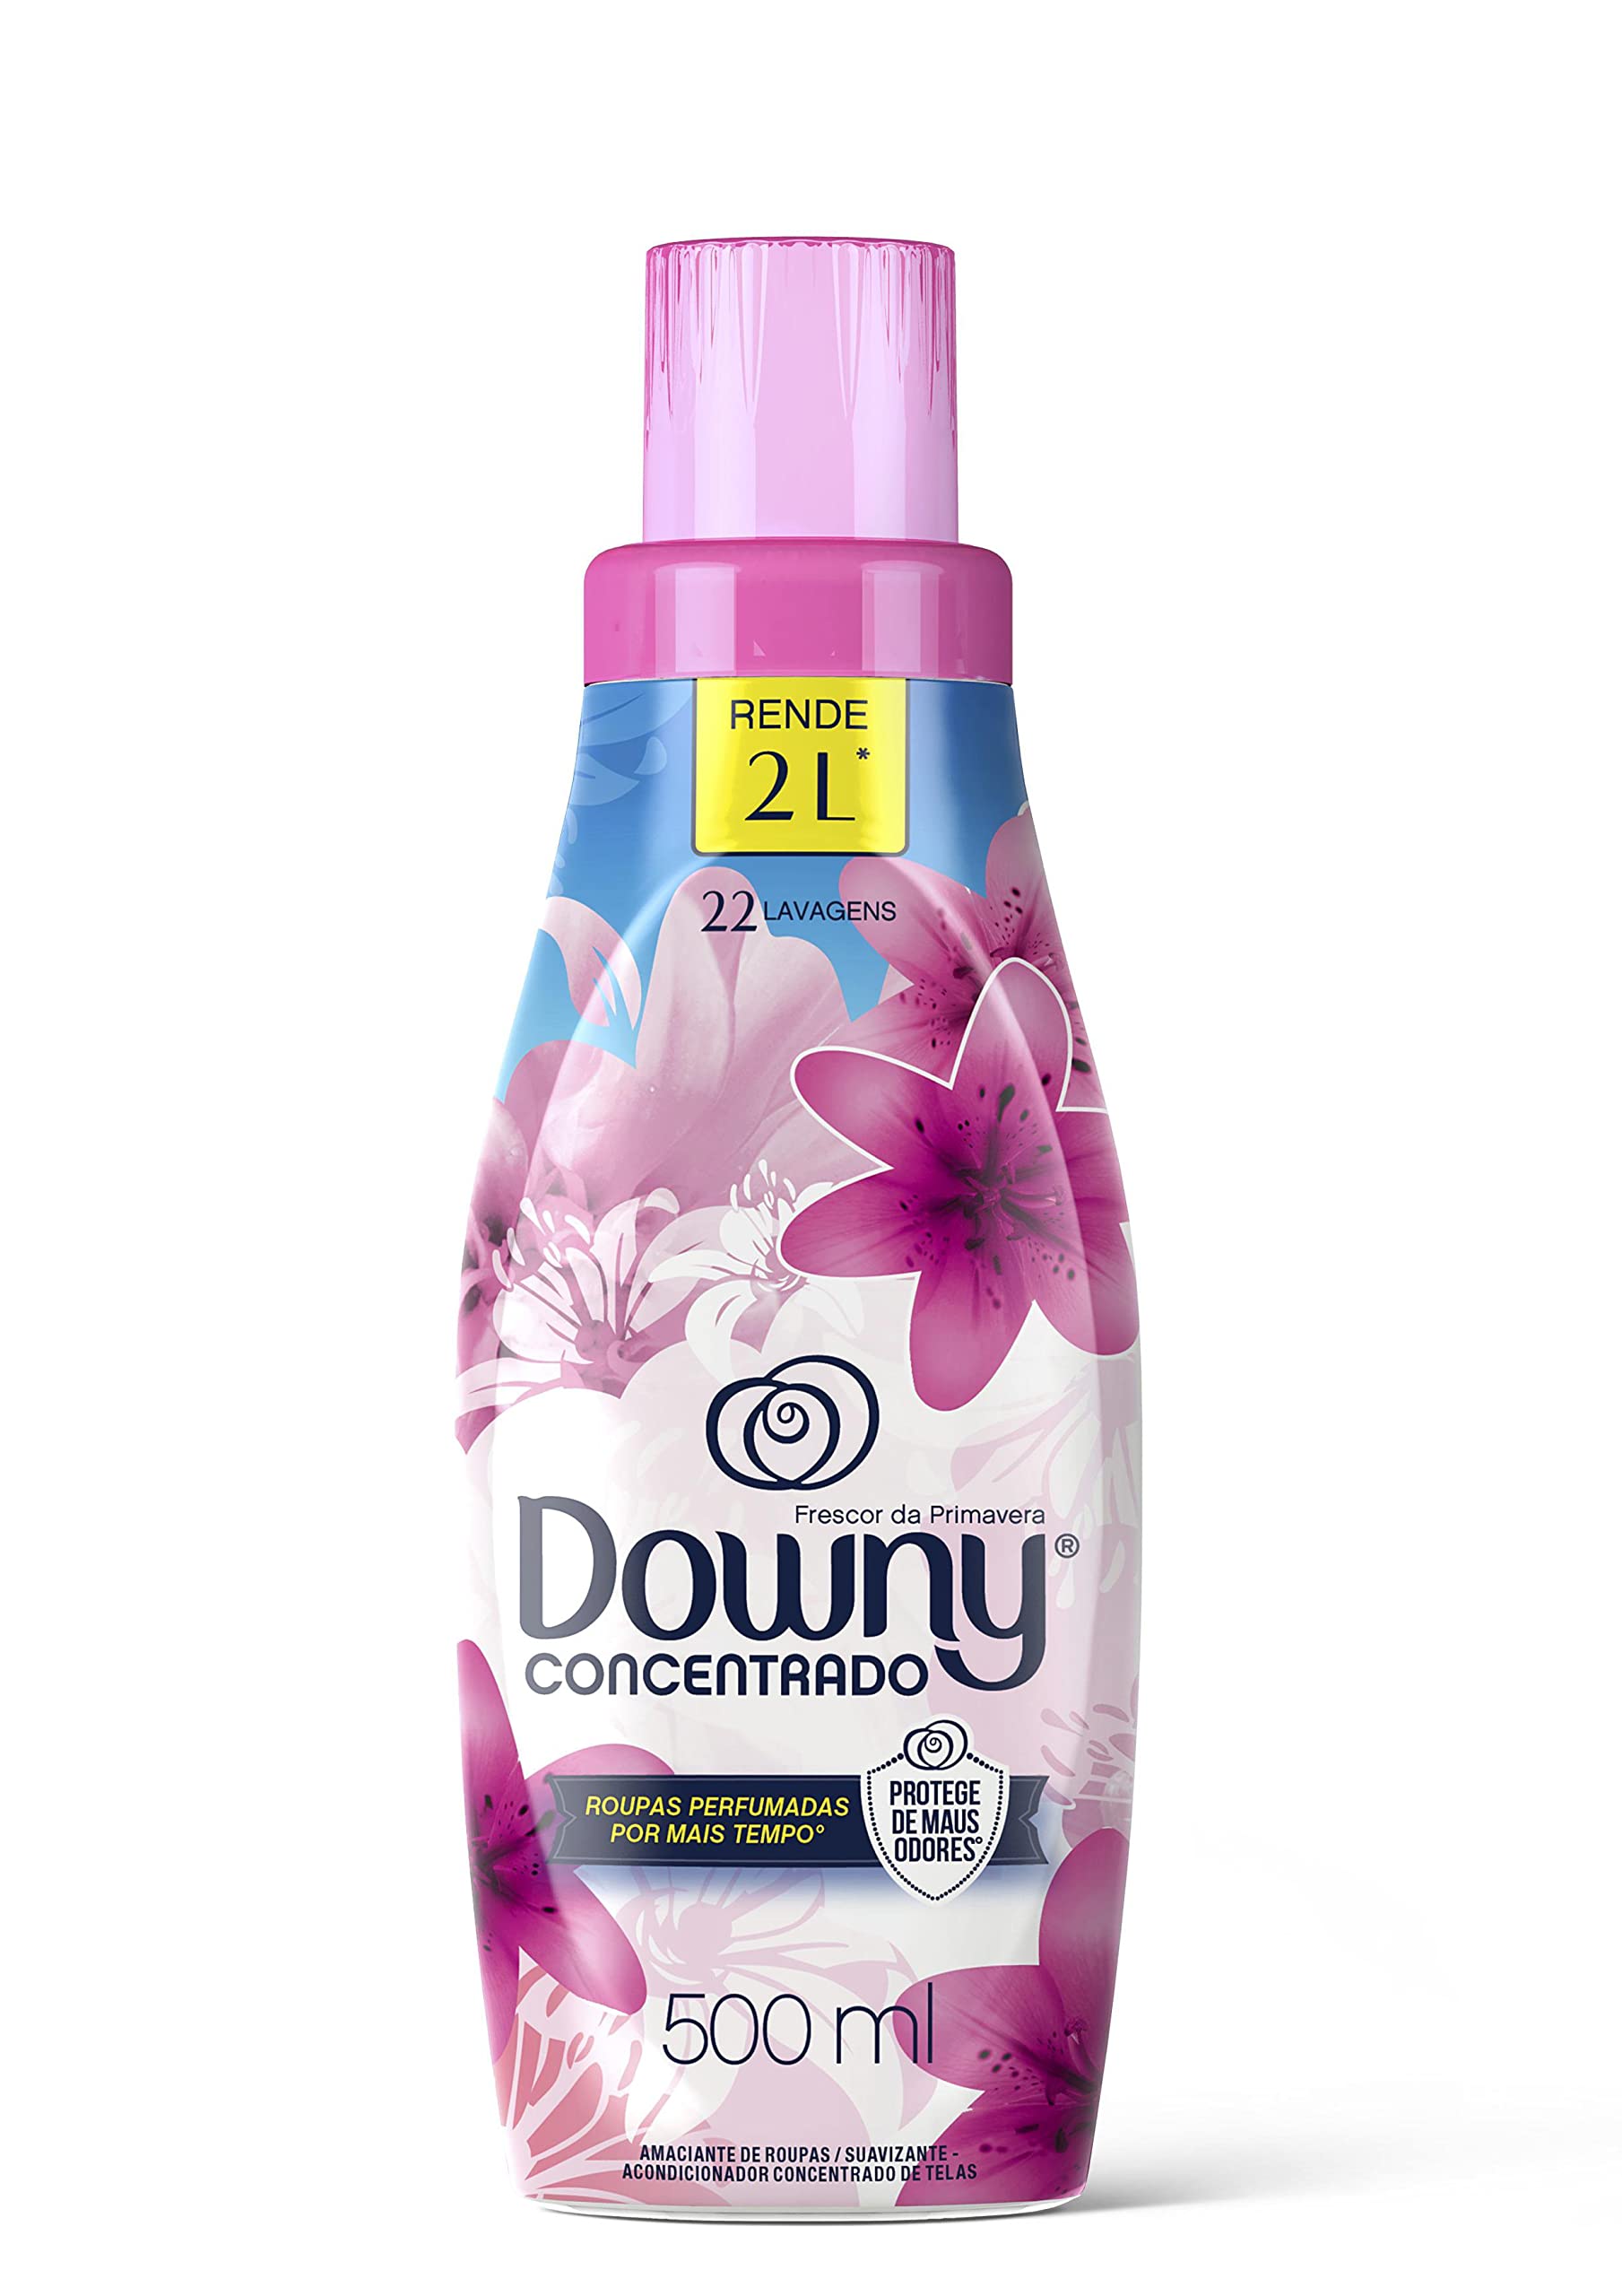 RENDE
2L*
22 LAVAGENS
Frescor da Primavera
Downy®
CONCENTRADO
ROUPAS PERFUMADAS
POR MAIS TEMPO°
PROTEGE
DE MAUS
ODORES°
500 ml
AMACIANTE DE ROUPAS / SUAVIZANTE -
ACONDICIONADOR CONCENTRADO DE TELAS